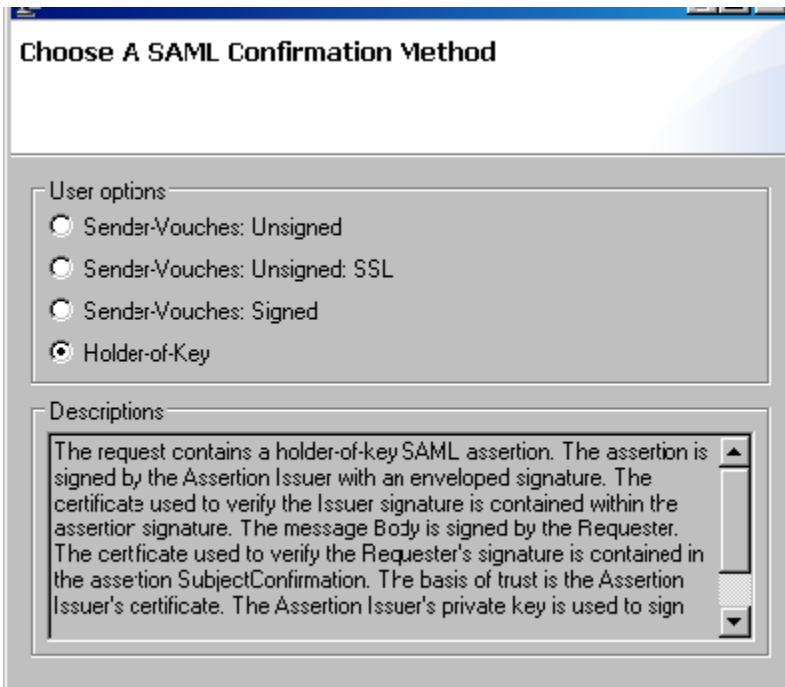 Choose A SAML Confirmation Method
User options
Sender-Vouches: Unsigned
Sender-Vouches: Unsigned: SSL
Sender-Vouches: Signed
Holder-of-Key
Descriptions
The request contains a holder-of-key SAML assertion. The assertion is
signed by the Assertion Issuer with an enveloped signature. The
certificate used to verify the Issuer signature is contained within the
assertion signature. The message Body is signed by the Requester.
The certificate used to verify the Requester's signature is contained in
the assertion SubjectConfirmation. The basis of trust is the Assertion
Issuer's certificate. The Assertion Issuer's private key is used to sign